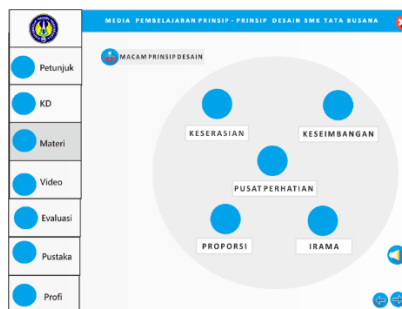 MEDIA PEMBELAJARAN PRINSIP - PRINSIP DESAIN SMK TATA BUSANA
MACAM PRINSIP DESAIN
Petunjuk
KD
Materi
Video
Evaluasi
Pustaka
Profi
KESERASIAN
KESEIMBANGAN
PUSAT PERHATIAN
PROPORSI
IRAMA